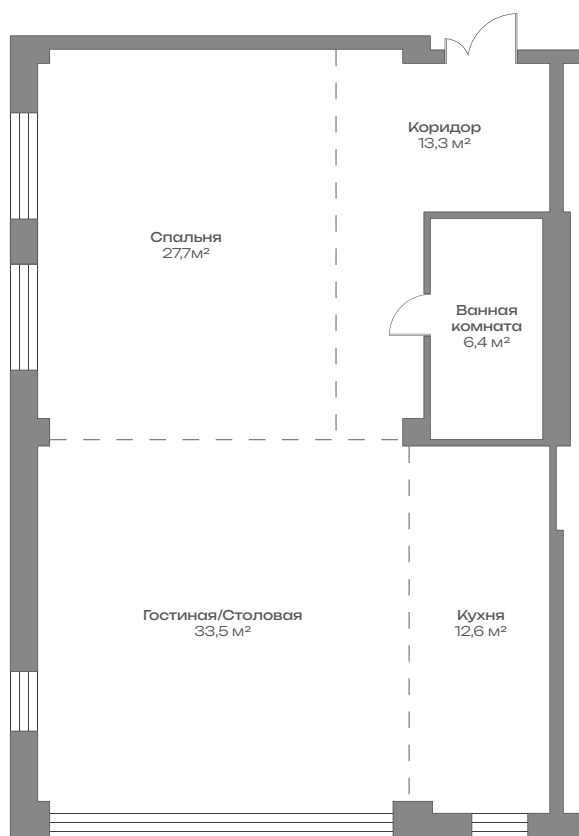 Коридор
13,3 м²
Спальня
27,7м²
Ванная
комната
6,4 м²
Гостиная/Столовая
33,5 м²
Кухня
12,6 м²